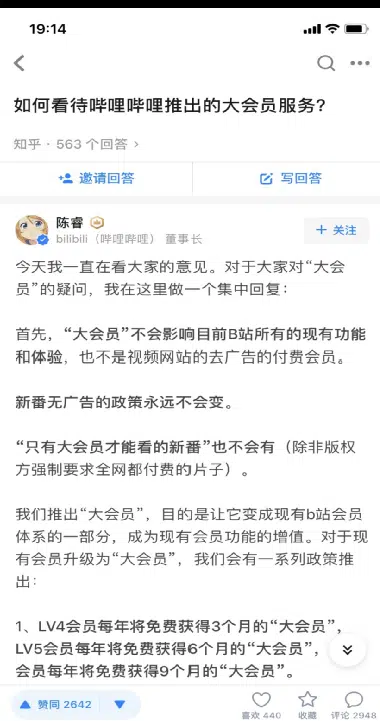 19:14
如何看待哔哩哔哩推出的大会员服务?
知乎 · 563 个回答 >
邀请回答
写回答
陈睿
bilibili（哔哩哔哩） 董事长
+ 关注
今天我一直在看大家的意见。对于大家对“大会
员”的疑问，我在这里做一个集中回复：
首先，“大会员”不会影响目前B站所有的现有功能
和体验，也不是视频网站的去广告的付费会员。
新番无广告的政策永远不会变。
“只有大会员才能看的新番”也不会有（除非版权
方强制要求全网都付费的片子）。
我们推出“大会员”，目的是让它变成现有b站会员
体系的一部分，成为现有会员功能的增值。对于现
有会员升级为“大会员”，我们会有一系列政策推
出：
1、LV4会员每年将免费获得3个月的“大会员”，
LV5会员每年将免费获得6个月的“大会员”，
会员每年将免费获得9个月的“大会员”。
赞同 2642
喜欢 440
收藏
评论 2948